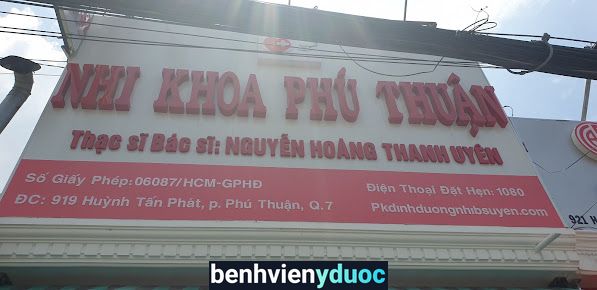 NHI KHOA PHÚ THUẬN
Thạc sĩ Bác sĩ: NGUYỄN HOÀNG THANH UYÊN
Số Giấy Phép: 06087/HCM-GPHĐ
Điện Thoại Đặt Hẹn: 1080
ĐC: 919 Huỳnh Tấn Phát, p. Phú Thuận, Q.7
Pkdinhduongnhibsuyen.com
921 H
benhvienyduoc